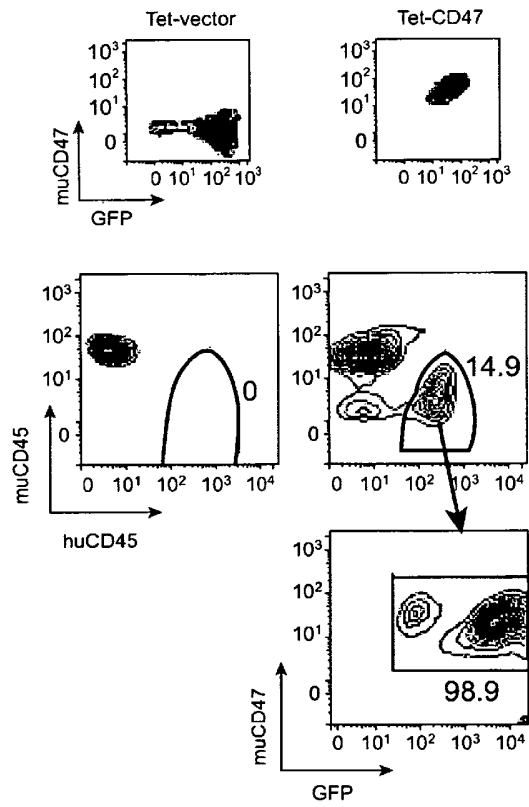 Tet-vector Tet-CD47
10³ 10³
10² 10²
10¹ 10¹
0 0
muCD47
0 10¹ 10² 10³ 0 10¹ 10² 10³
GFP
10³ 10³
10² 10²
14.9
10¹ 0 10¹
0 0
muCD45
0 10¹ 10² 10³ 10⁴ 0 10¹ 10² 10³ 10⁴
huCD45
10³
10²
10¹
0
98.9
muCD47
0 10¹ 10² 10³ 10⁴
GFP